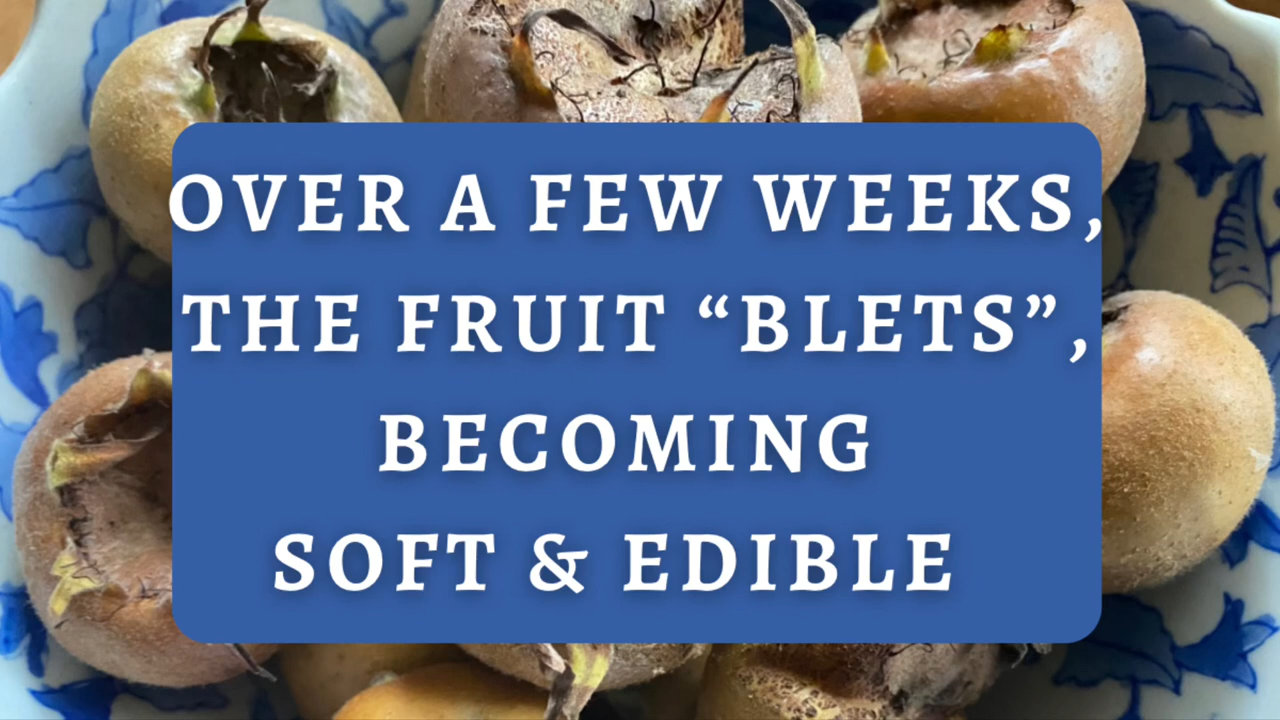 OVER A FEW WEEKS,
THE FRUIT “BLETS”,
BECOMING
SOFT & EDIBLE